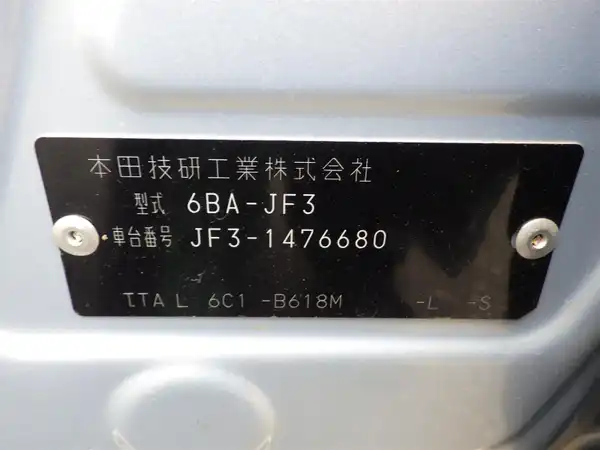 本田技研工業株式会社
型式 6BA-JF3
車台番号 JF3-1476680
TTA L 6C1 -B618M -L -S